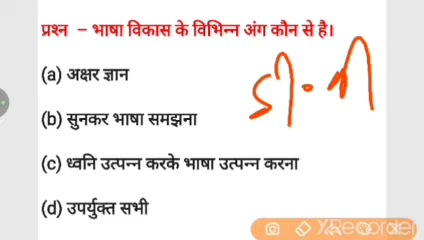 प्रश्न – भाषा विकास के विभिन्न अंग कौन से है।
(a) अक्षर ज्ञान
(b) सुनकर भाषा समझना
(c) ध्वनि उत्पन्न करके भाषा उत्पन्न करना
(d) उपर्युक्त सभी
XRecorder